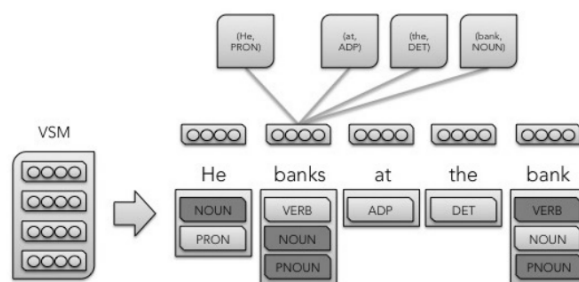 (He, PRON)
(at, ADP)
(the, DET)
(bank, NOUN)
VSM
He banks at the bank
NOUN VERB ADP DET VERB
PRON NOUN NOUN
PNOUN PNOUN